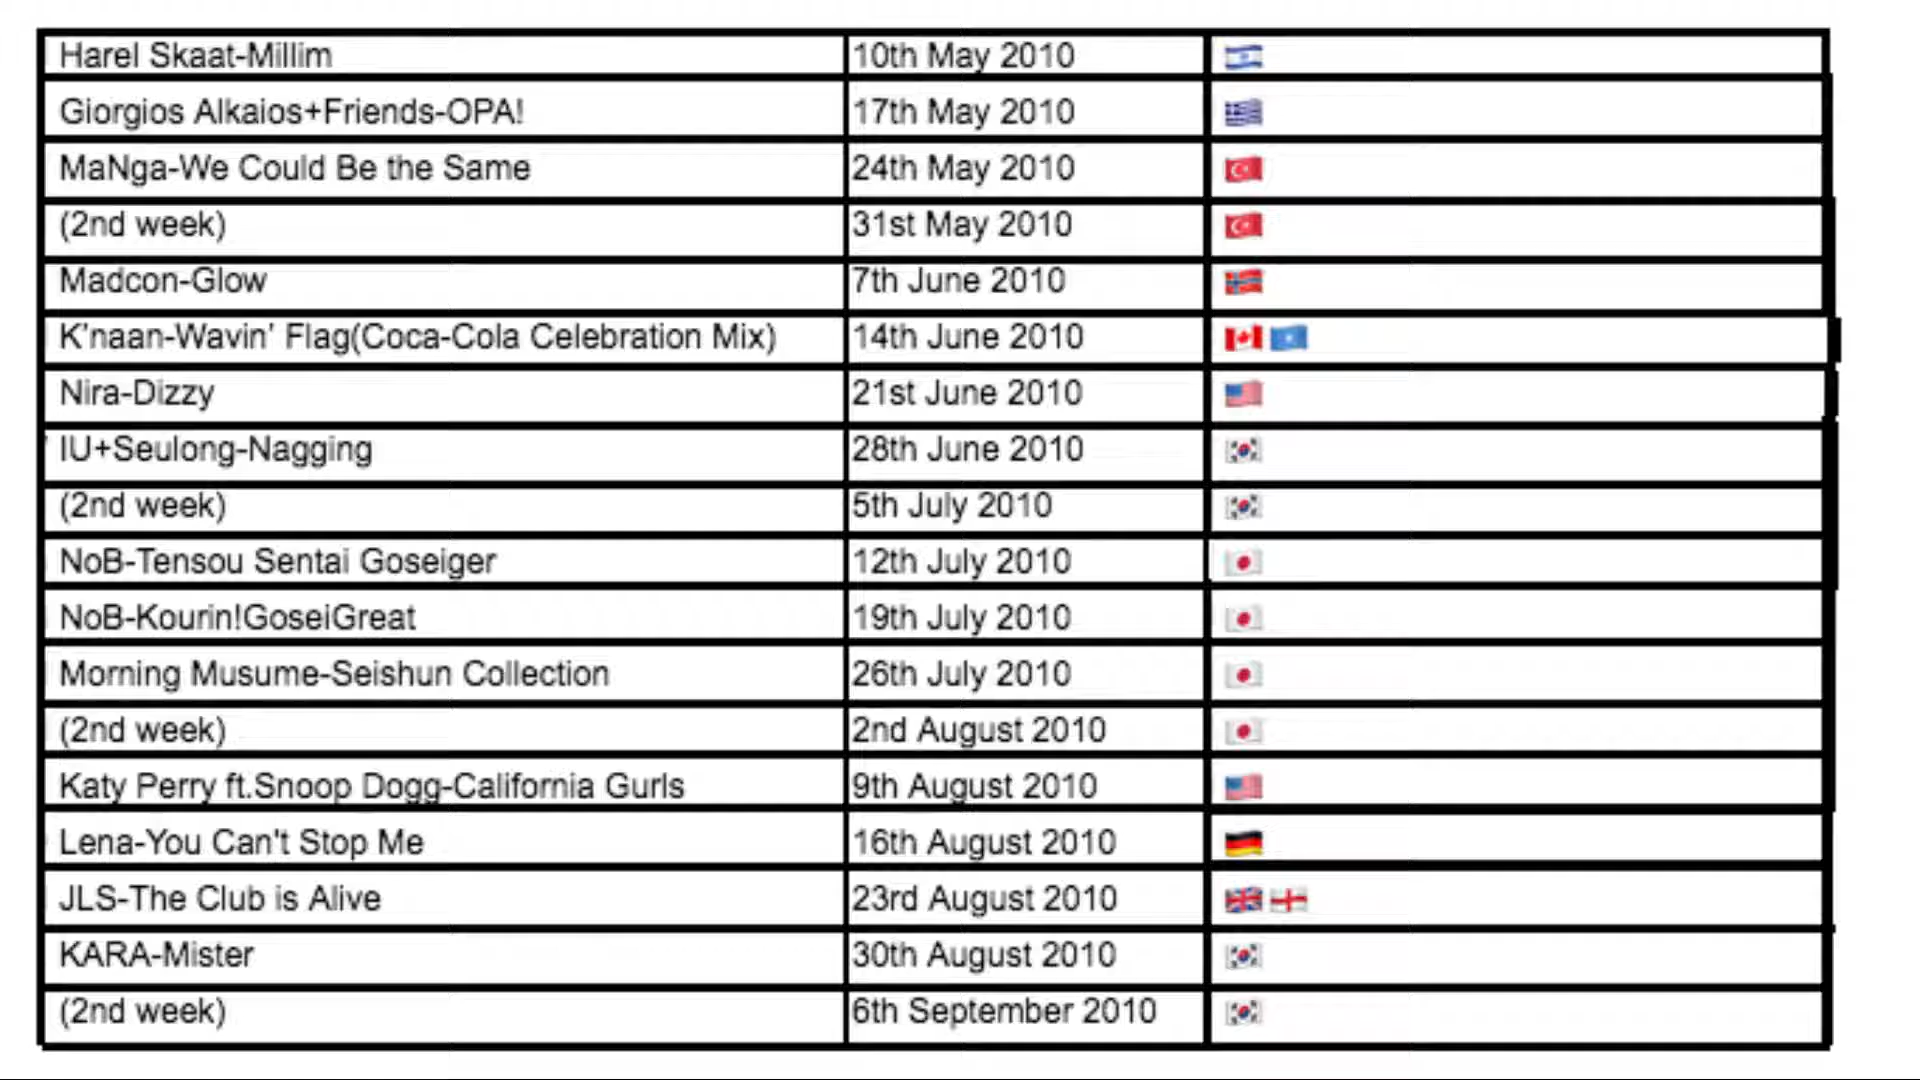 Harel Skaat-Millim 10th May 2010
Giorgios Alkaios+Friends-OPA! 17th May 2010
MaNga-We Could Be the Same 24th May 2010
(2nd week) 31st May 2010
Madcon-Glow 7th June 2010
K'naan-Wavin' Flag(Coca-Cola Celebration Mix) 14th June 2010
Nira-Dizzy 21st June 2010
IU+Seulong-Nagging 28th June 2010
(2nd week) 5th July 2010
NoB-Tensou Sentai Goseiger 12th July 2010
NoB-Kourin!GoseiGreat 19th July 2010
Morning Musume-Seishun Collection 26th July 2010
(2nd week) 2nd August 2010
Katy Perry ft.Snoop Dogg-California Gurls 9th August 2010
Lena-You Can't Stop Me 16th August 2010
JLS-The Club is Alive 23rd August 2010
KARA-Mister 30th August 2010
(2nd week) 6th September 2010